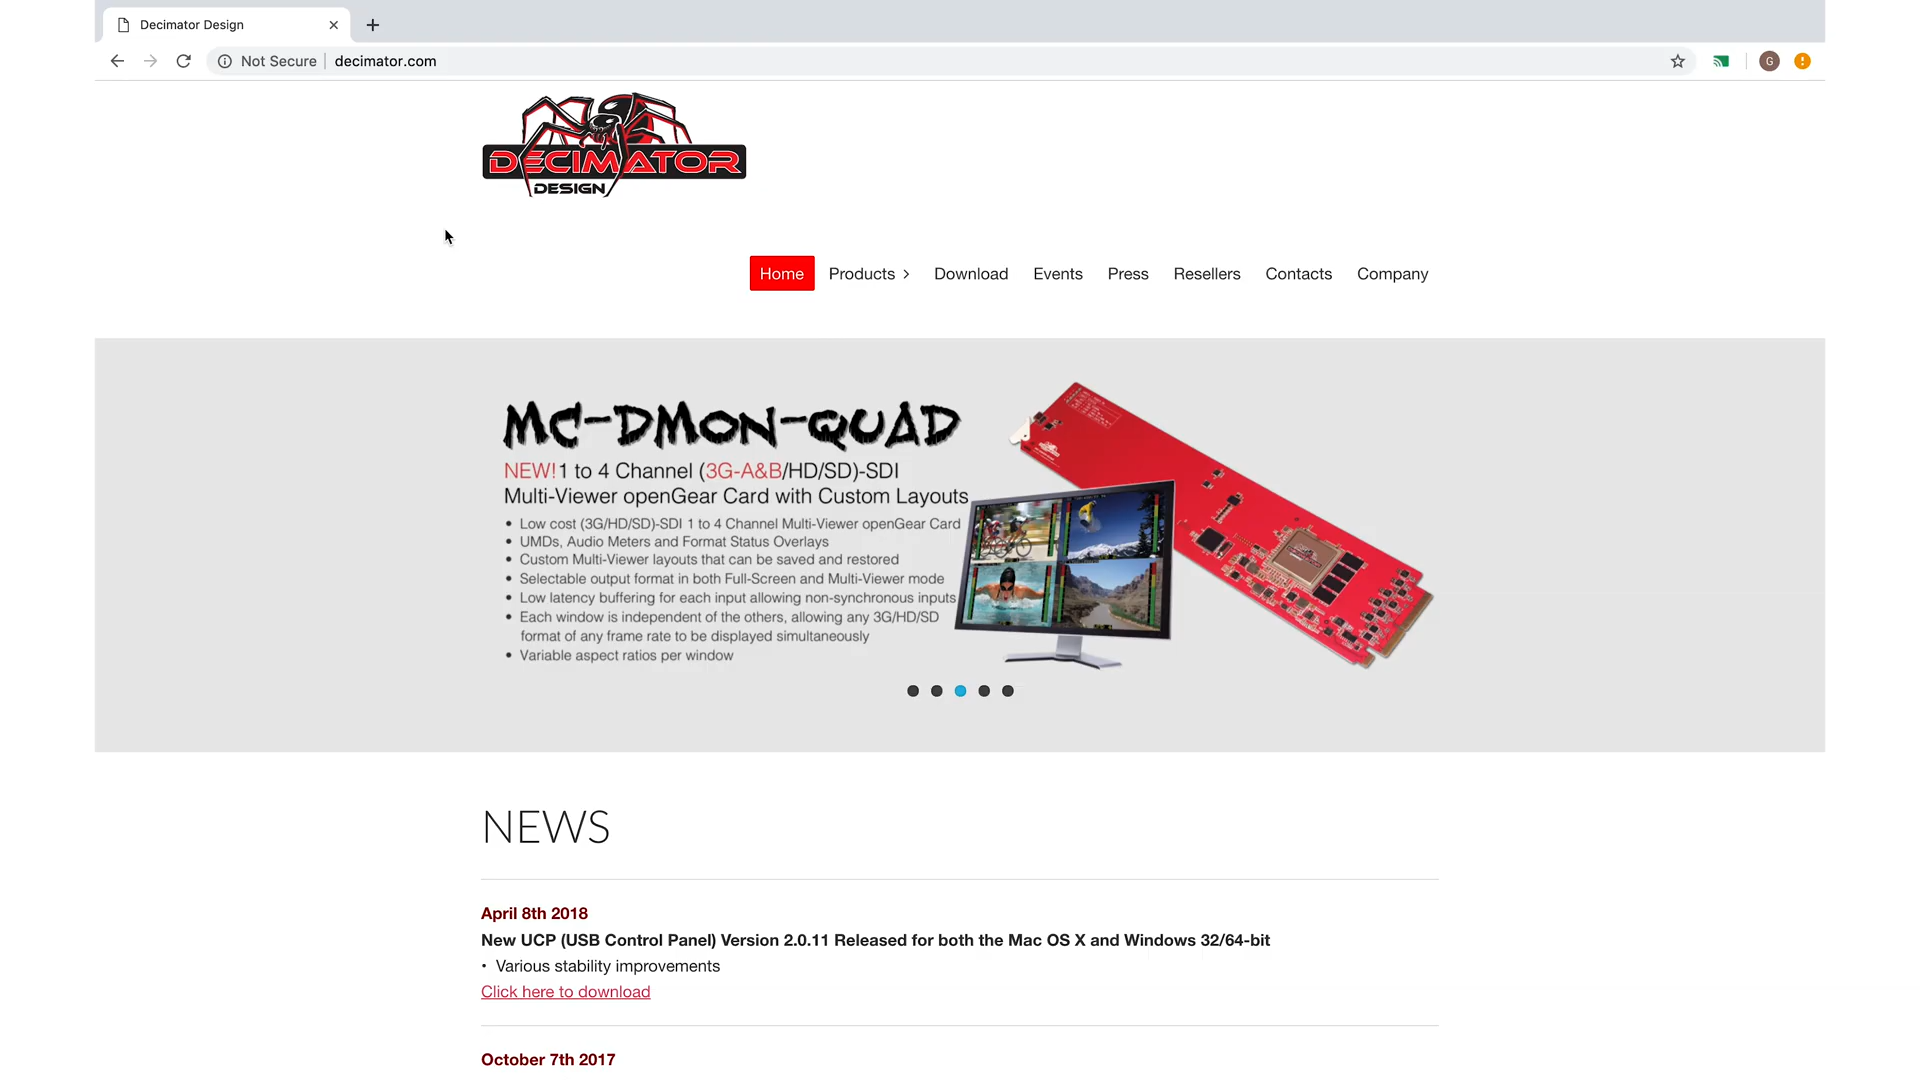 Decimator Design
Not Secure
decimator.com
G
DECIMATOR
DESIGN
Home
Products
Download
Events
Press
Resellers
Contacts
Company
MC-DMON-QUAD
NEW! 1 to 4 Channel (3G-A&B/HD/SD)-SDI
Multi-Viewer openGear Card with Custom Layouts
• Low cost (3G/HD/SD)-SDI 1 to 4 Channel Multi-Viewer openGear Card
• UMDs, Audio Meters and Format Status Overlays
• Custom Multi-Viewer layouts that can be saved and restored
• Selectable output format in both Full-Screen and Multi-Viewer mode
• Low latency buffering for each input allowing non-synchronous inputs
• Each window is independent of the others, allowing any 3G/HD/SD
format of any frame rate to be displayed simultaneously
• Variable aspect ratios per window
NEWS
April 8th 2018
New UCP (USB Control Panel) Version 2.0.11 Released for both the Mac OS X and Windows 32/64-bit
• Various stability improvements
Click here to download
October 7th 2017